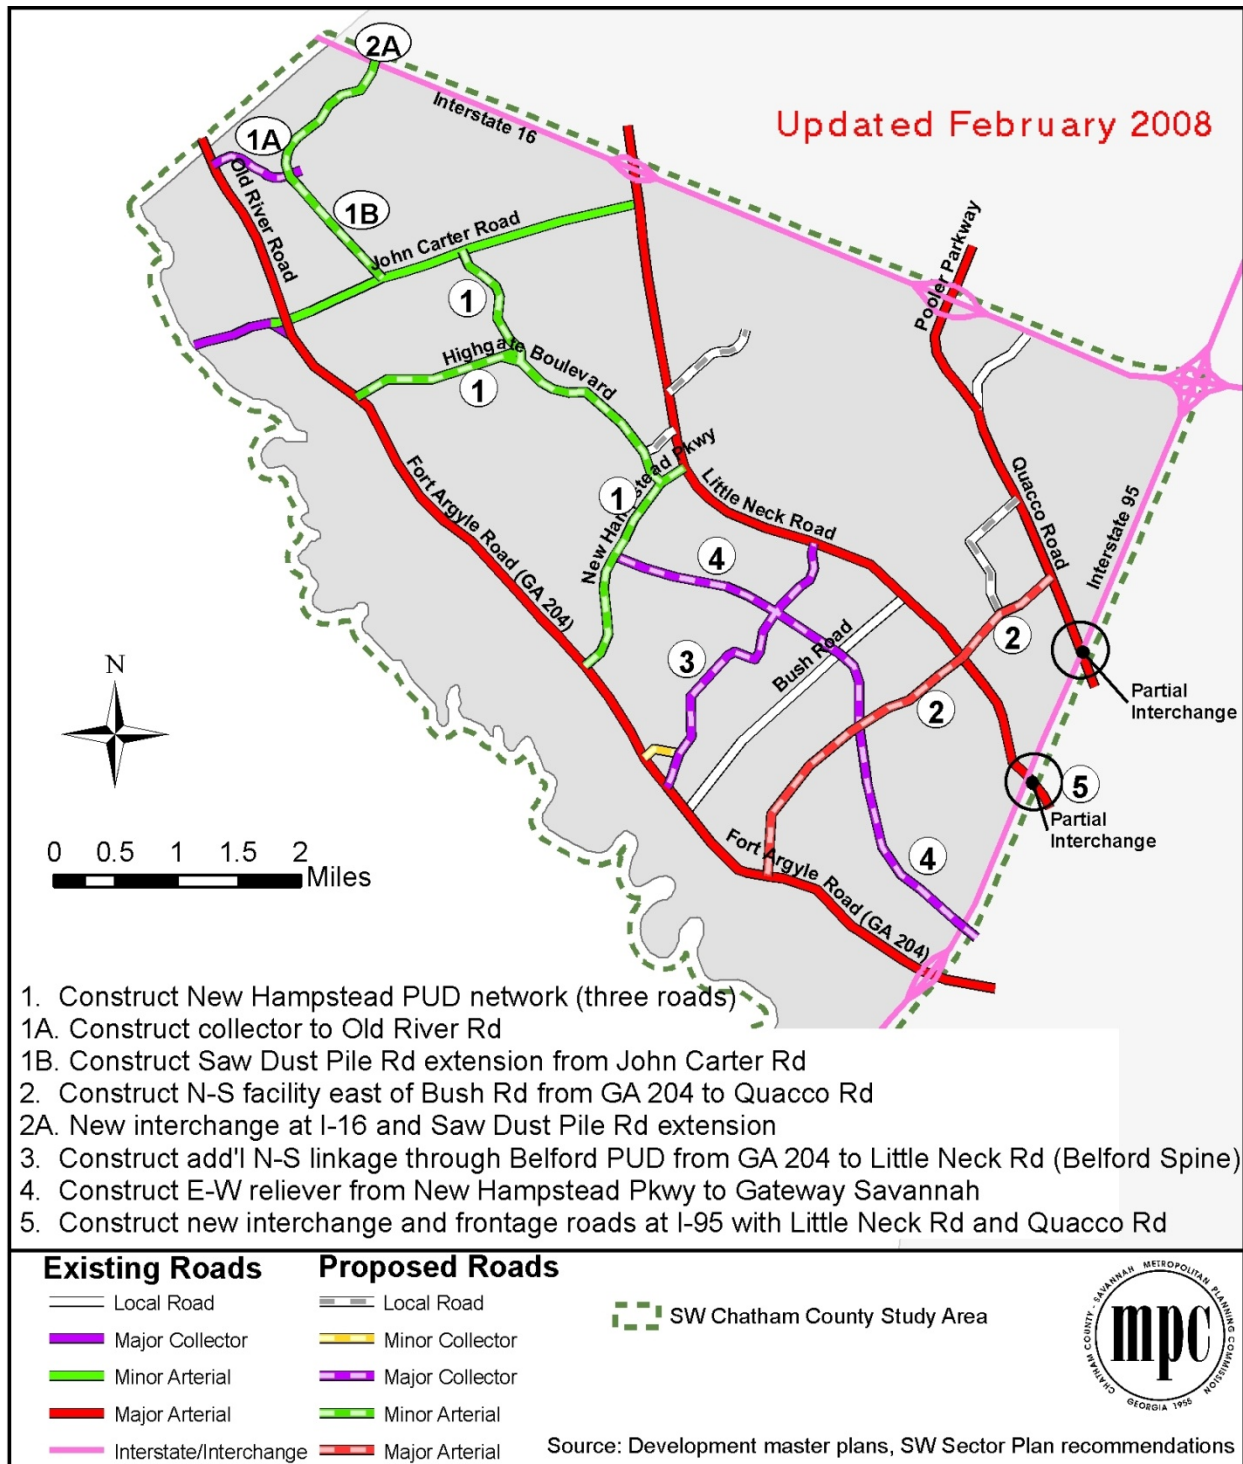 2A
Interstate 16
Updated February 2008
1A
Old River Road
1B
John Carter Road
Pooler Parkway
1
Highgate Boulevard
1
New Hampstead Pkwy
1
Little Neck Road
Fort Argyle Road (GA 204)
Quacco Road
Interstate 95
4
3
Bush Road
2
2
N
Partial
Interchange
5
Partial
Interchange
0 0.5 1 1.5 2
Miles
Fort Argyle Road (GA 204)
4
1. Construct New Hampstead PUD network (three roads)
1A. Construct collector to Old River Rd
1B. Construct Saw Dust Pile Rd extension from John Carter Rd
2. Construct N-S facility east of Bush Rd from GA 204 to Quacco Rd
2A. New interchange at I-16 and Saw Dust Pile Rd extension
3. Construct add'l N-S linkage through Belford PUD from GA 204 to Little Neck Rd (Belford Spine)
4. Construct E-W reliever from New Hampstead Pkwy to Gateway Savannah
5. Construct new interchange and frontage roads at I-95 with Little Neck Rd and Quacco Rd
Existing Roads
Local Road
Major Collector
Minor Arterial
Major Arterial
Interstate/Interchange
Proposed Roads
Local Road
Minor Collector
Major Collector
Minor Arterial
Major Arterial
SW Chatham County Study Area
CHATHAM COUNTY - SAVANNAH METROPOLITAN PLANNING COMMISSION
mpc
GEORGIA 1955
Source: Development master plans, SW Sector Plan recommendations